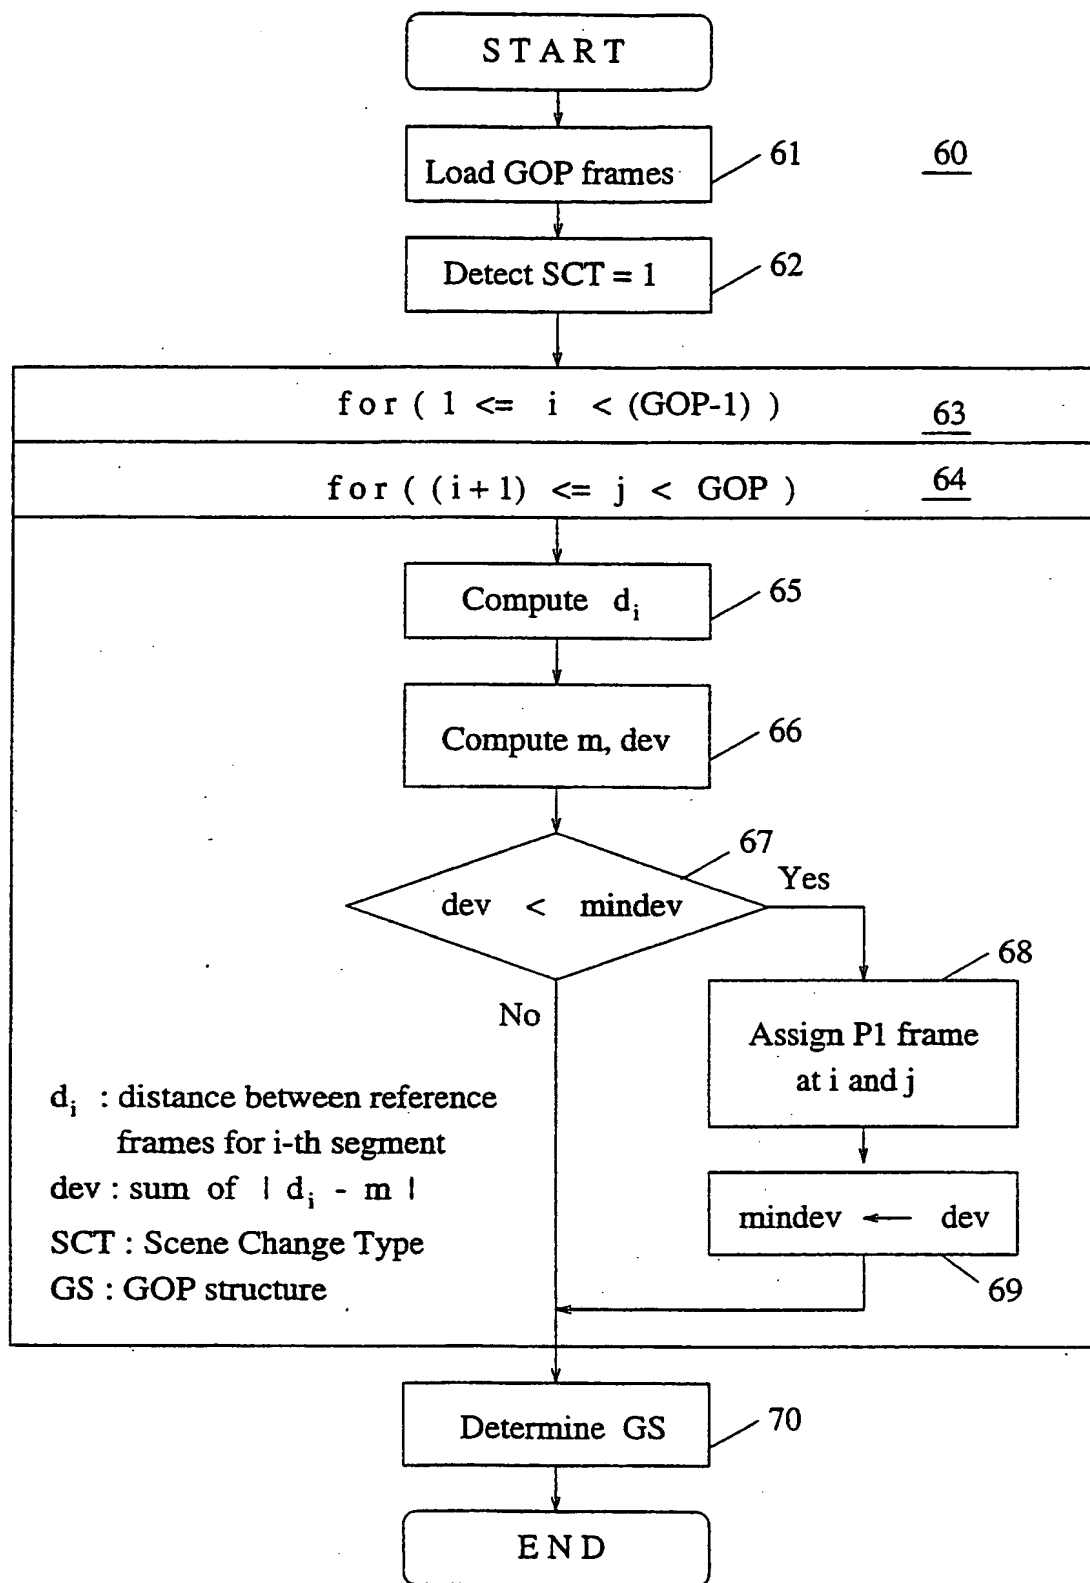 START
Load GOP frames
61
60
Detect SCT = 1
62
for ( 1 <= i < (GOP-1) )
63
for ( (i+1) <= j < GOP )
64
Compute d_i
65
Compute m, dev
66
67
dev < mindev
Yes
No
68
Assign P1 frame
at i and j
mindev ← dev
69
d_i : distance between reference
frames for i-th segment
dev : sum of | d_i - m |
SCT : Scene Change Type
GS : GOP structure
Determine GS
70
END